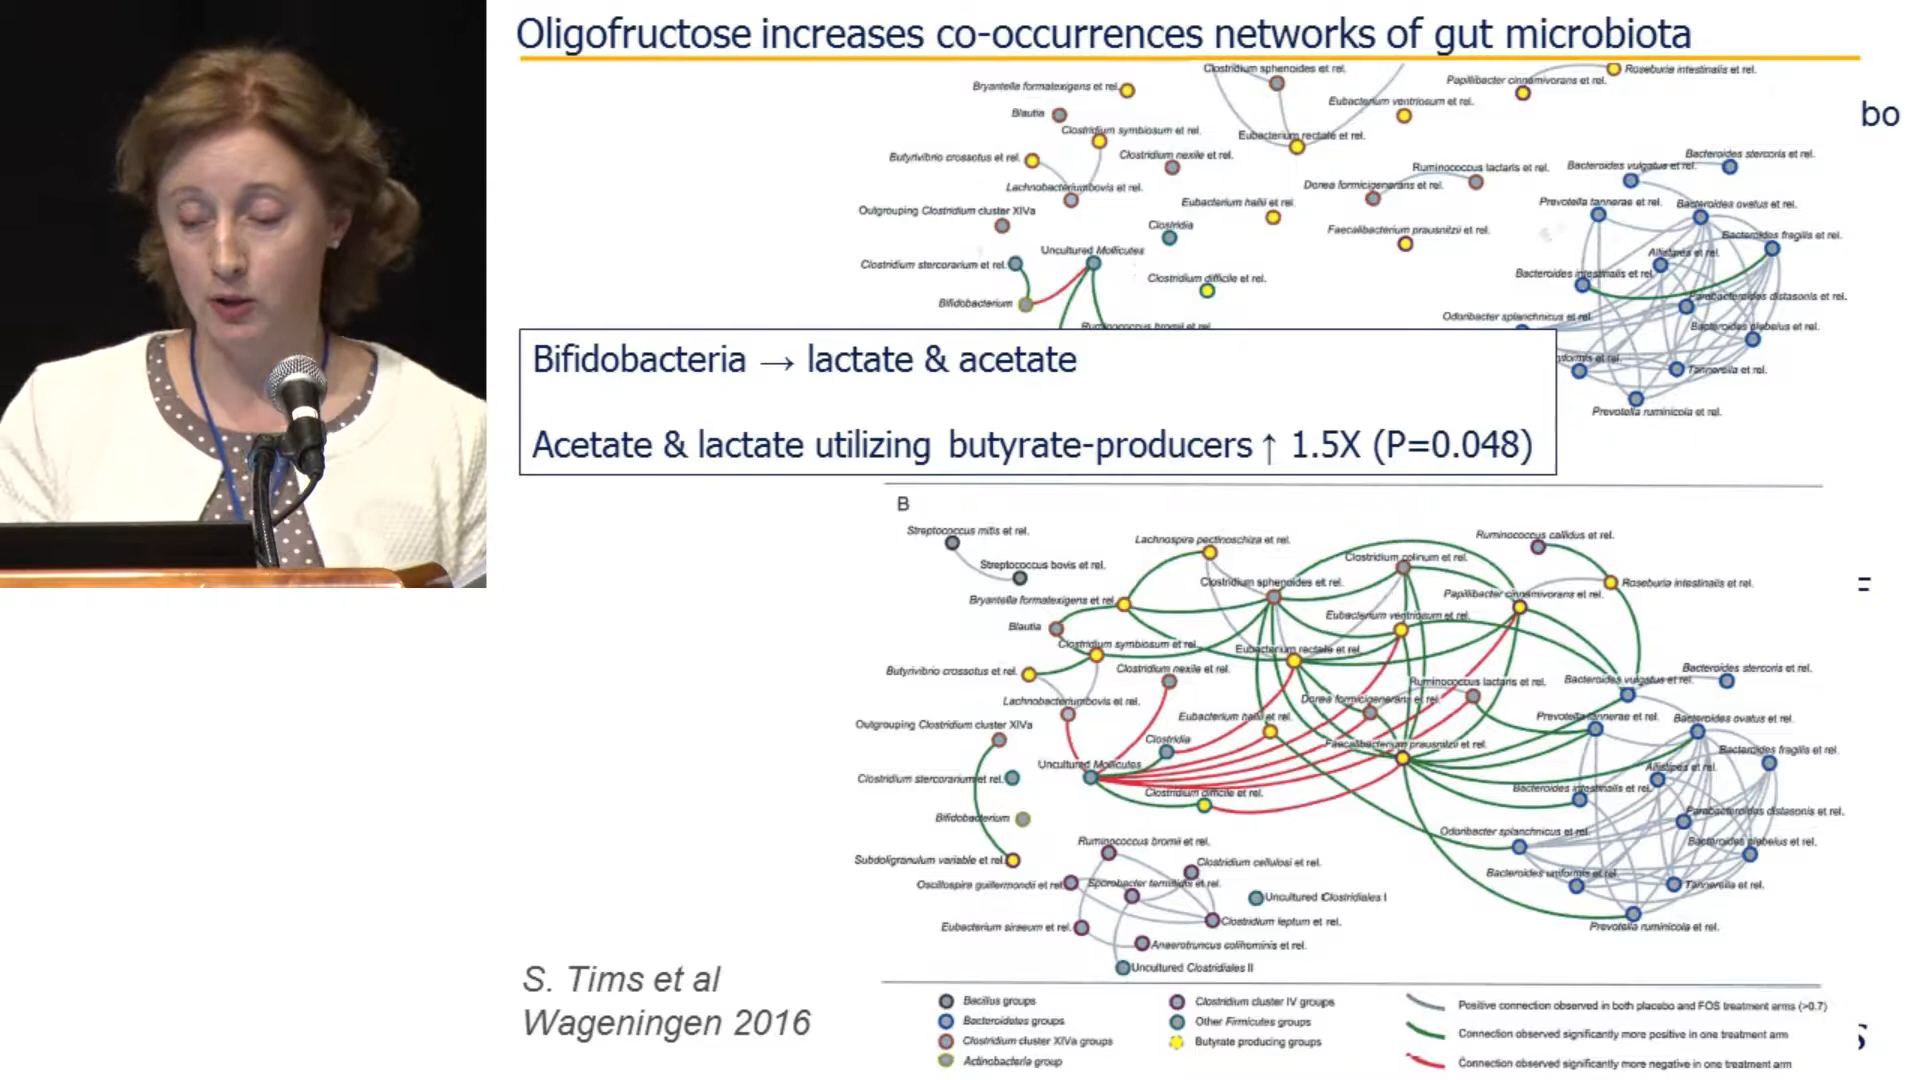 Oligofructose increases co-occurrences networks of gut microbiota
Clostridium sphenoides et rel.
Roseburia intestinalis et rel.
Bryantella formatexigens et rel.
Papillibacter cinnamivorans et rel.
Eubacterium ventriosum et rel.
bo
Blautia
Clostridium symbiosum et rel.
Eubacterium rectale et rel.
Butyrivibrio crossotus et rel.
Clostridium nexile et rel.
Bacteroides stercoris et rel.
Bacteroides vulgatus et rel.
Ruminococcus lactaris et rel.
Lachnobacterium bovis et rel.
Dorea formicigenerans et rel.
Eubacterium hallii et rel.
Prevotella tannerae et rel.
Bacteroides ovatus et rel.
Outgrouping Clostridium cluster XIVa
Clostridia
Faecalibacterium prausnitzii et rel.
Bacteroides fragilis et rel.
Uncultured Mollicutes
Alistipes et rel.
Clostridium stercorarium et rel.
Clostridium difficile et rel.
Bacteroides intestinalis et rel.
Bifidobacterium
Parabacteroides distasonis et rel.
Odoribacter splanchnicus et rel.
Ruminococcus bromii et rel.
Bacteroides plebeius et rel.
Bifidobacteria → lactate & acetate
iformis et rel.
Tannerella et rel.
Prevotella ruminicola et rel.
Acetate & lactate utilizing butyrate-producers ↑ 1.5X (P=0.048)
B
Streptococcus mitis et rel.
Lachnospira pectinoschiza et rel.
Ruminococcus callidus et rel.
Streptococcus bovis et rel.
Clostridium colinum et rel.
Clostridium sphenoides et rel.
Roseburia intestinalis et rel.
=
Bryantella formatexigens et rel.
Papillibacter cinnamivorans et rel.
Blautia
Eubacterium ventriosum et rel.
Clostridium symbiosum et rel.
Eubacterium rectale et rel.
Butyrivibrio crossotus et rel.
Clostridium nexile et rel.
Bacteroides stercoris et rel.
Ruminococcus lactaris et rel.
Bacteroides vulgatus et rel.
Lachnobacterium bovis et rel.
Dorea formicigenerans et rel.
Outgrouping Clostridium cluster XIVa
Eubacterium hallii et rel.
Prevotella tannerae et rel.
Bacteroides ovatus et rel.
Clostridia
Faecalibacterium prausnitzii et rel.
Bacteroides fragilis et rel.
Uncultured Mollicutes
Alistipes et rel.
Clostridium stercorarium et rel.
Clostridium difficile et rel.
Bacteroides intestinalis et rel.
Bifidobacterium
Parabacteroides distasonis et rel.
Odoribacter splanchnicus et rel.
Ruminococcus bromii et rel.
Bacteroides plebeius et rel.
Subdoligranulum variable et rel.
Clostridium cellulosi et rel.
Bacteroides uniformis et rel.
Oscillospira guillermondii et rel.
Sporobacter termitidis et rel.
Tannerella et rel.
Uncultured Clostridiales I
Eubacterium siraeum et rel.
Clostridium leptum et rel.
Prevotella ruminicola et rel.
Anaerotruncus colihominis et rel.
Uncultured Clostridiales II
S. Tims et al
Wageningen 2016
Bacillus groups
Bacteroidetes groups
Clostridium cluster XIVa groups
Actinobacteria group
Clostridium cluster IV groups
Other Firmicutes groups
Butyrate producing groups
Positive connection observed in both placebo and FOS treatment arms (>0.7)
Connection observed significantly more positive in one treatment arm
Connection observed significantly more negative in one treatment arm
s